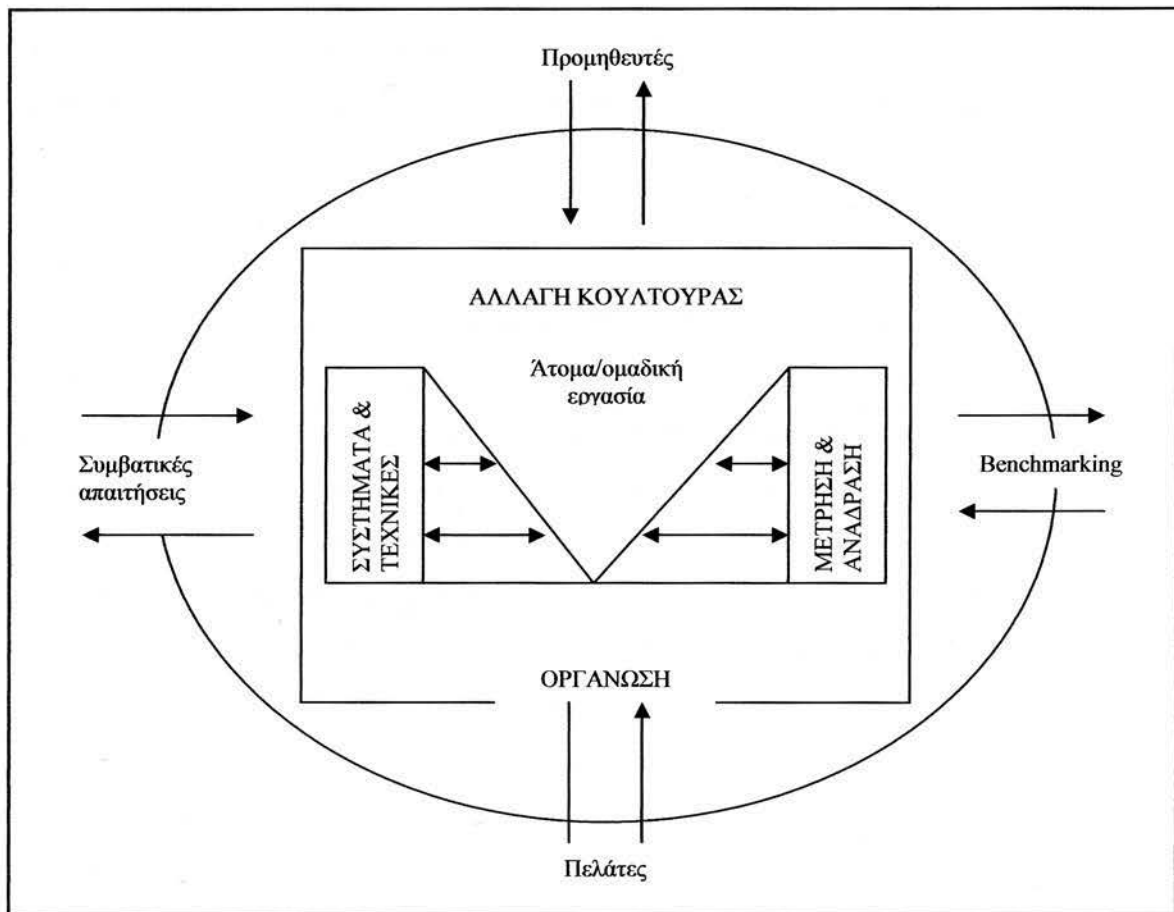 Προμηθευτές
ΑΛΛΑΓΗ ΚΟΥΛΤΟΥΡΑΣ
Άτομα/ομαδική
εργασία
ΣΥΣΤΗΜΑΤΑ &
ΤΕΧΝΙΚΕΣ
ΜΕΤΡΗΣΗ &
ΑΝΑΔΡΑΣΗ
Συμβατικές
απαιτήσεις
Benchmarking
ΟΡΓΑΝΩΣΗ
Πελάτες